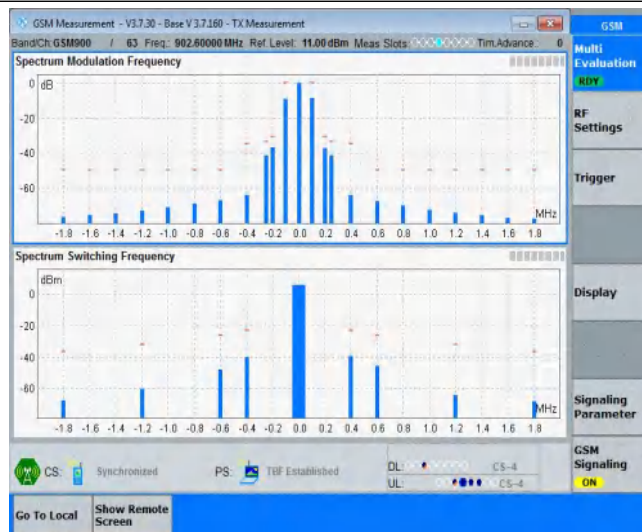 GSM Measurement - V3.7.30 - Base V 3.7.160 - TX Measurement
GSM
Band/Ch: GSM900 / 63 Freq.: 902.60000 MHz Ref. Level: 11.00 dBm Meas Slots: Tim.Advance: 0
Multi
Evaluation
RDY
Spectrum Modulation Frequency
dB
0
-20
-40
-60
MHz
-1.8 -1.6 -1.4 -1.2 -1.0 -0.8 -0.6 -0.4 -0.2 0.0 0.2 0.4 0.6 0.8 1.0 1.2 1.4 1.6 1.8
RF
Settings
Trigger
Spectrum Switching Frequency
dBm
0
-20
-40
-60
MHz
-1.8 -1.6 -1.4 -1.2 -1.0 -0.8 -0.6 -0.4 -0.2 0.0 0.2 0.4 0.6 0.8 1.0 1.2 1.4 1.6 1.8
Display
Signaling
Parameter
CS: Synchronized PS: TBF Established DL: CS-4
UL: CS-4
GSM
Signaling
ON
Go To Local
Show Remote
Screen